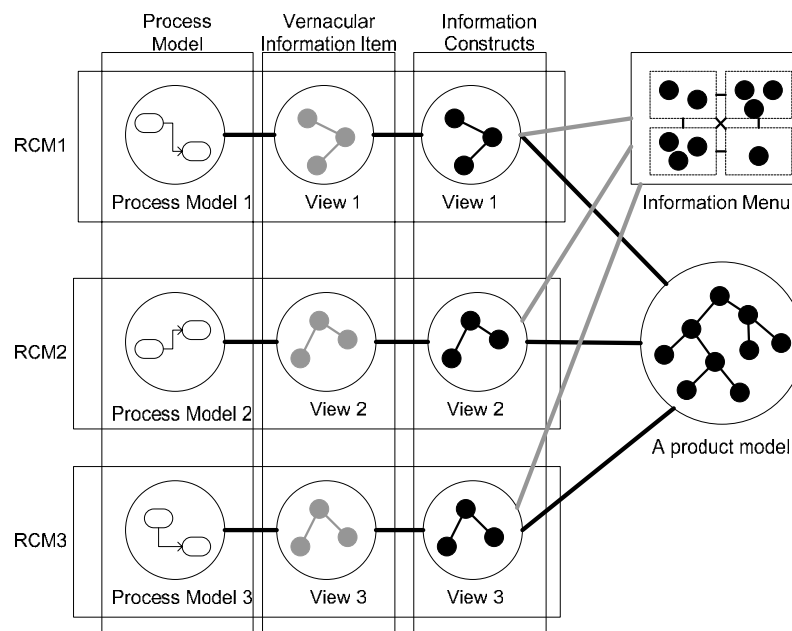 Process
Model
Vernacular
Information Item
Information
Constructs
RCM1
Process Model 1
View 1
View 1
Information Menu
RCM2
Process Model 2
View 2
View 2
A product model
RCM3
Process Model 3
View 3
View 3